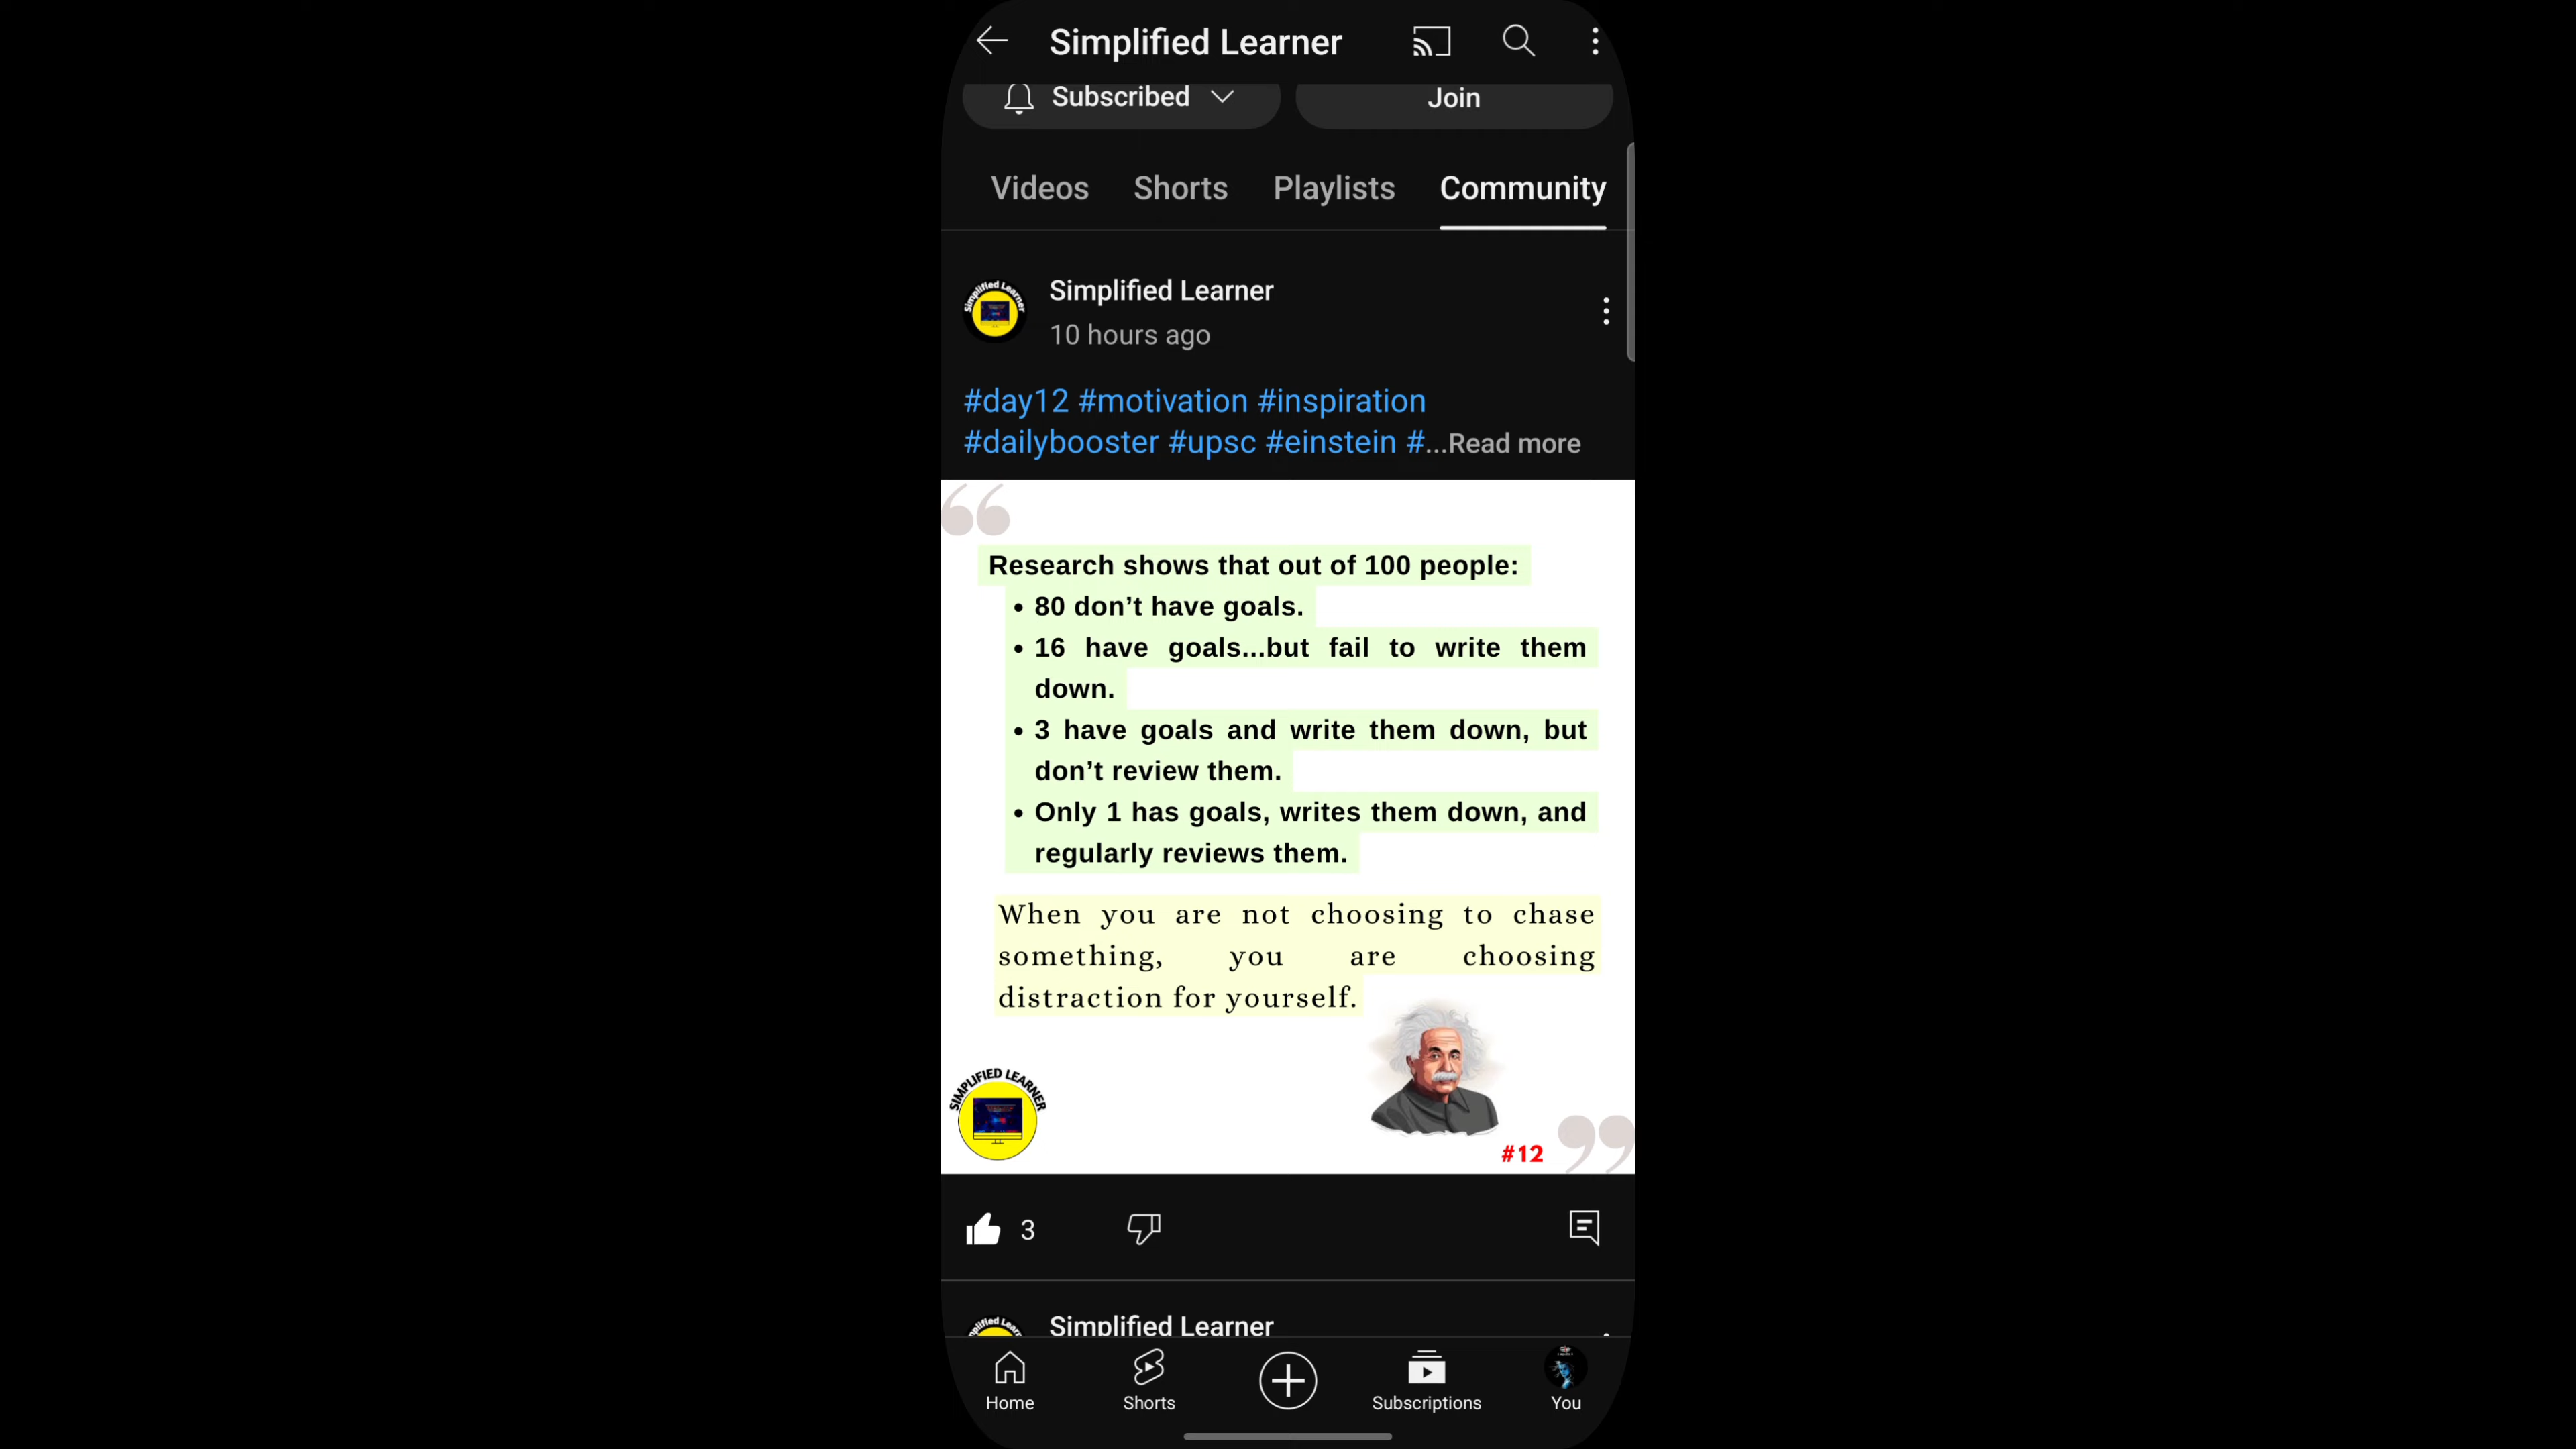 Simplified Learner
Subscribed
Join
Videos Shorts Playlists Community
Simplified Learner
Simplified Learner
10 hours ago
#day12 #motivation #inspiration
#dailybooster #upsc #einstein #...Read more
Research shows that out of 100 people:
• 80 don’t have goals.
• 16 have goals...but fail to write them
down.
• 3 have goals and write them down, but
don’t review them.
• Only 1 has goals, writes them down, and
regularly reviews them.
When you are not choosing to chase
something, you are choosing
distraction for yourself.
SIMPLIFIED LEARNER
#12
3
Simplified Learner
Home Shorts Subscriptions You